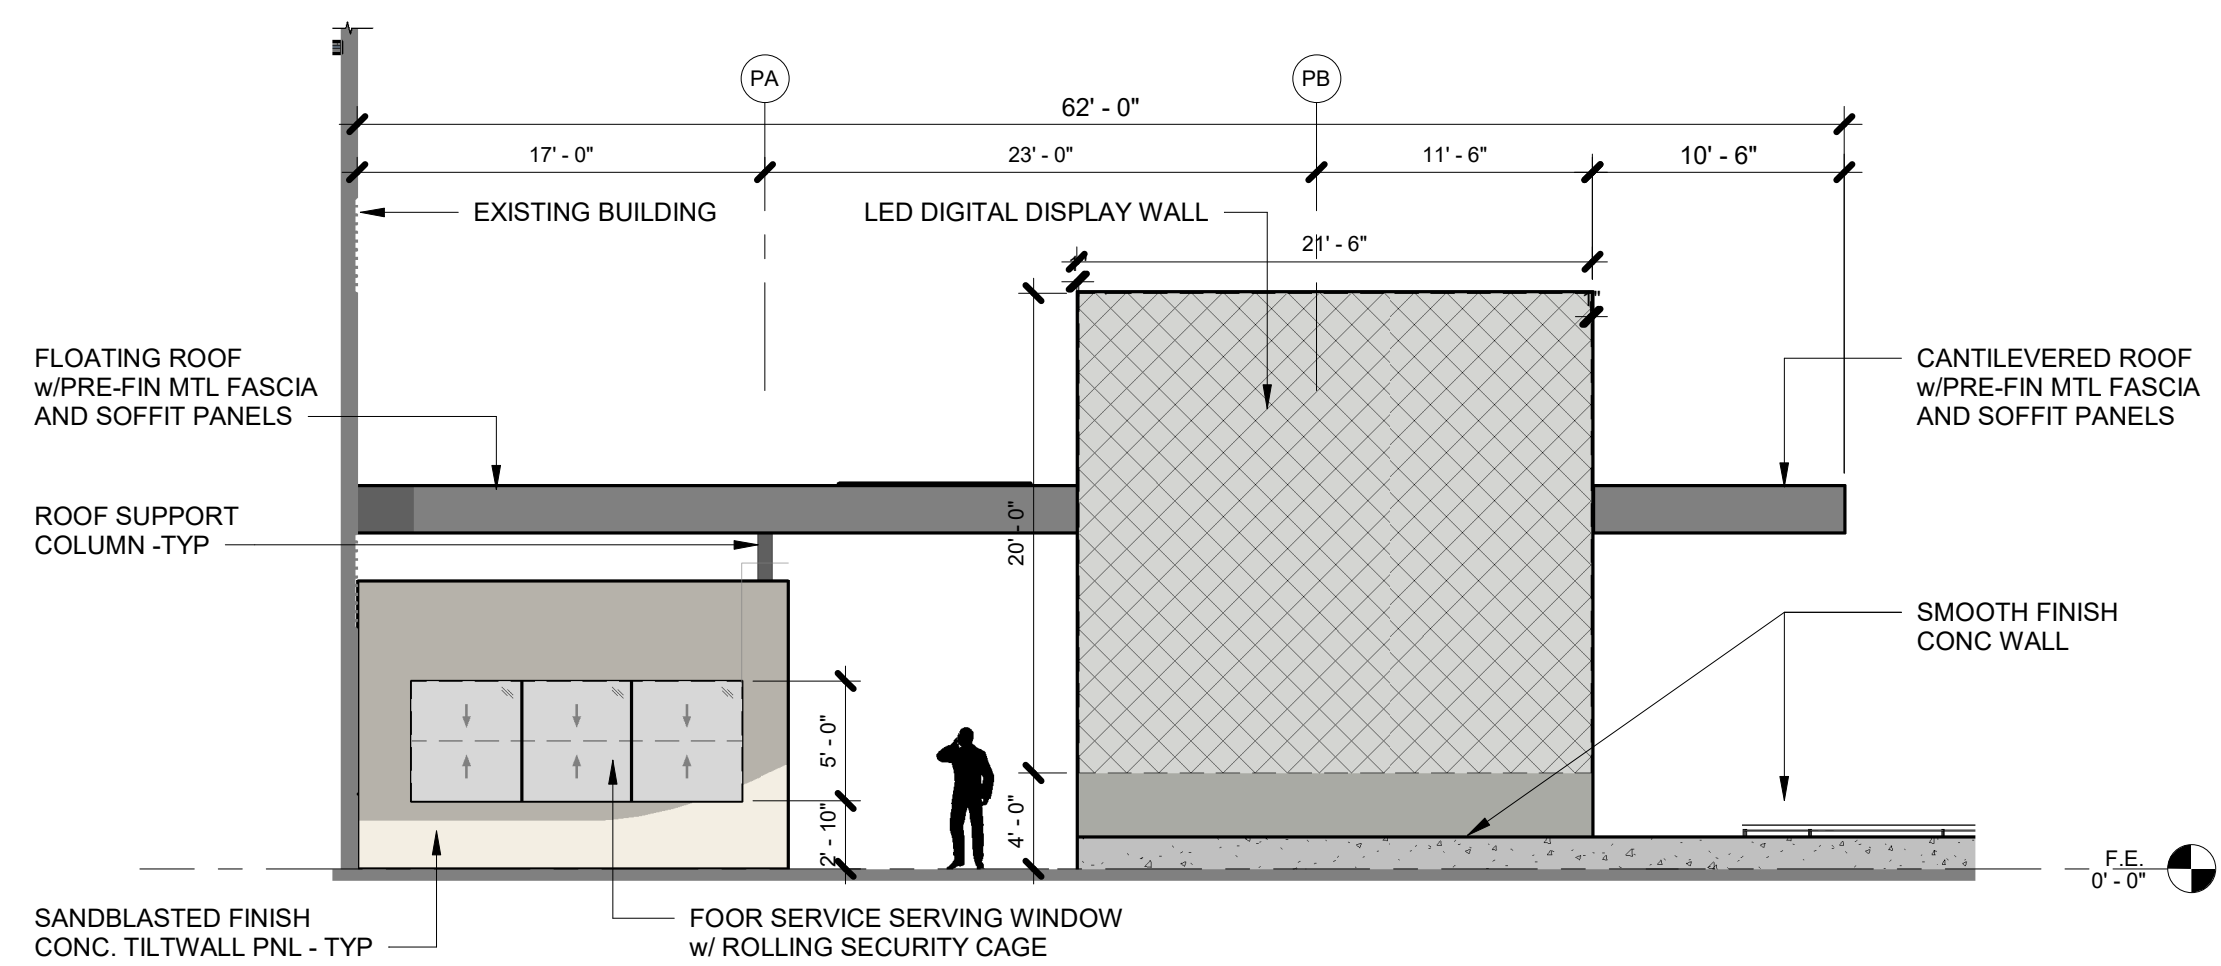 PA
PB
62' - 0"
17' - 0"
23' - 0"
11' - 6"
10' - 6"
EXISTING BUILDING
LED DIGITAL DISPLAY WALL
21' - 6"
1"
1"
FLOATING ROOF
w/PRE-FIN MTL FASCIA
AND SOFFIT PANELS
CANTILEVERED ROOF
w/PRE-FIN MTL FASCIA
AND SOFFIT PANELS
ROOF SUPPORT
COLUMN -TYP
20' - 0"
SMOOTH FINISH
CONC WALL
5' - 0"
2' - 10"
4' - 0"
F.E.
0' - 0"
SANDBLASTED FINISH
CONC. TILTWALL PNL - TYP
FOOR SERVICE SERVING WINDOW
w/ ROLLING SECURITY CAGE